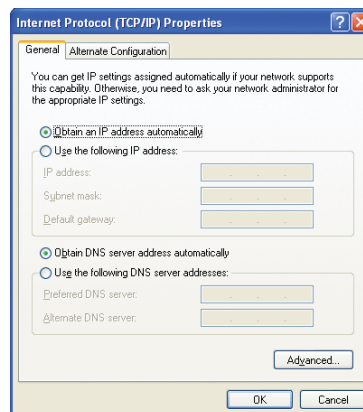 Internet Protocol (TCP/IP) Properties
General
Alternate Configuration
You can get IP settings assigned automatically if your network supports
this capability. Otherwise, you need to ask your network administrator for
the appropriate IP settings.
Obtain an IP address automatically
Use the following IP address:
IP address:
Subnet mask:
Default gateway:
Obtain DNS server address automatically
Use the following DNS server addresses:
Preferred DNS server:
Alternate DNS server:
Advanced...
OK
Cancel